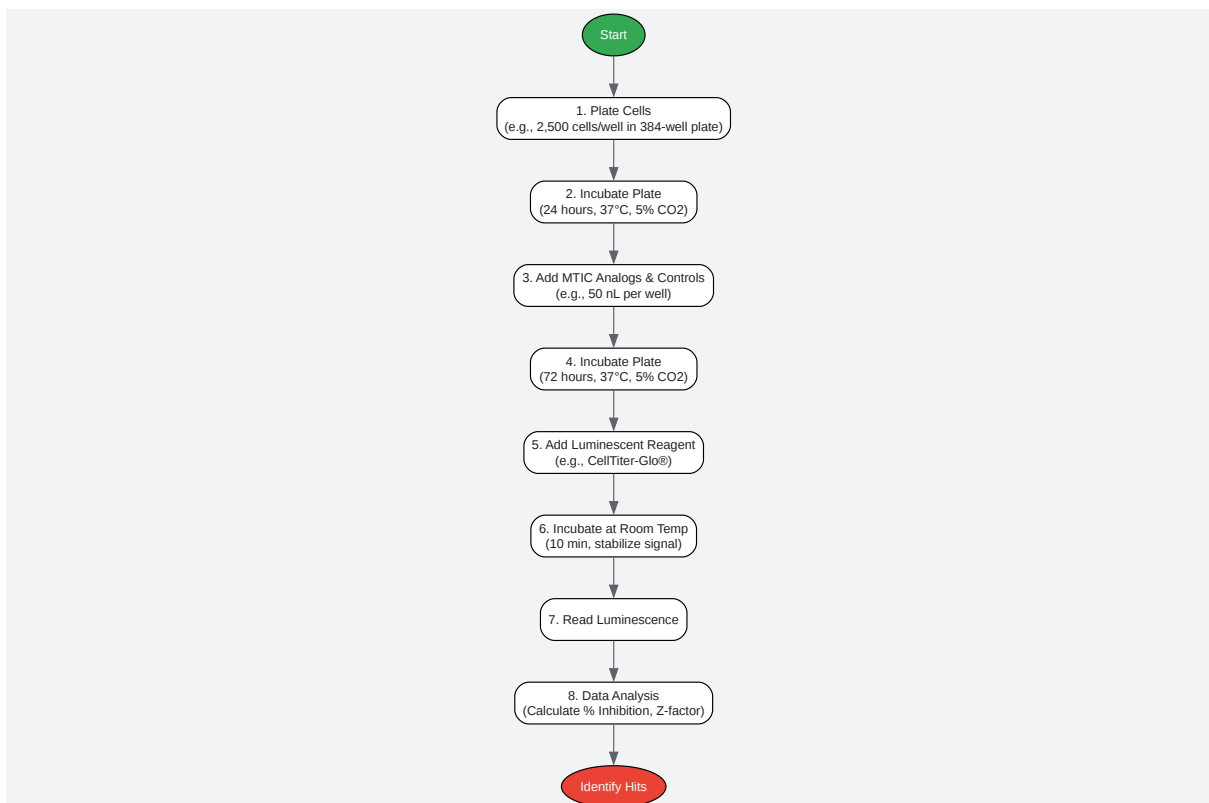 Start
1. Plate Cells
(e.g., 2,500 cells/well in 384-well plate)
2. Incubate Plate
(24 hours, 37°C, 5% CO2)
3. Add MTIC Analogs & Controls
(e.g., 50 nL per well)
4. Incubate Plate
(72 hours, 37°C, 5% CO2)
5. Add Luminescent Reagent
(e.g., CellTiter-Glo®)
6. Incubate at Room Temp
(10 min, stabilize signal)
7. Read Luminescence
8. Data Analysis
(Calculate % Inhibition, Z-factor)
Identify Hits